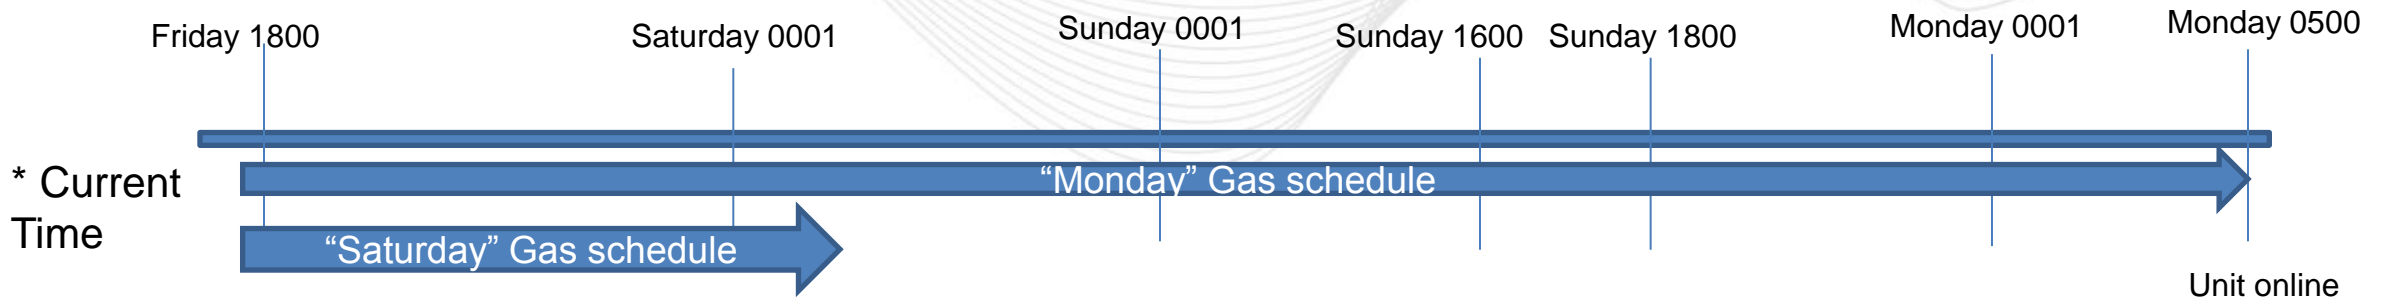 Friday 1800
Saturday 0001
Sunday 0001
Sunday 1600
Sunday 1800
Monday 0001
Monday 0500
* Current
Time
“Monday” Gas schedule
“Saturday” Gas schedule
Unit online